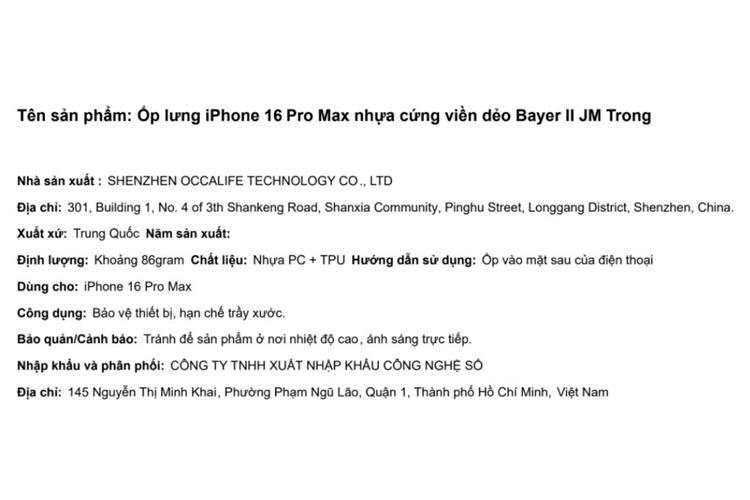 Tên sản phẩm: Ốp lưng iPhone 16 Pro Max nhựa cứng viền dẻo Bayer II JM Trong
Nhà sản xuất : SHENZHEN OCCALIFE TECHNOLOGY CO., LTD
Địa chỉ: 301, Building 1, No. 4 of 3th Shankeng Road, Shanxia Community, Pinghu Street, Longgang District, Shenzhen, China.
Xuất xứ: Trung Quốc Năm sản xuất:
Định lượng: Khoảng 86gram Chất liệu: Nhựa PC + TPU Hướng dẫn sử dụng: Ốp vào mặt sau của điện thoại
Dùng cho: iPhone 16 Pro Max
Công dụng: Bảo vệ thiết bị, hạn chế trầy xước.
Bảo quản/Cảnh báo: Tránh để sản phẩm ở nơi nhiệt độ cao, ánh sáng trực tiếp.
Nhập khẩu và phân phối: CÔNG TY TNHH XUẤT NHẬP KHẨU CÔNG NGHỆ SỐ
Địa chỉ: 145 Nguyễn Thị Minh Khai, Phường Phạm Ngũ Lão, Quận 1, Thành phố Hồ Chí Minh, Việt Nam